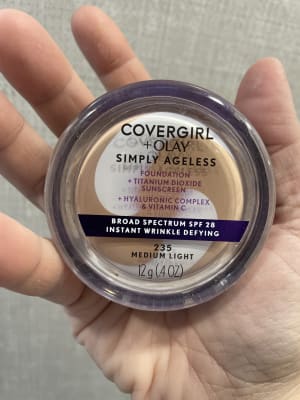 COVERGIRL
+OLAY
SIMPLY AGELESS
FOUNDATION
+ TITANIUM DIOXIDE
SUNSCREEN
+ HYALURONIC COMPLEX
& VITAMIN C
BROAD SPECTRUM SPF 28
INSTANT WRINKLE DEFYING
235
MEDIUM LIGHT
12 g (.4 OZ)